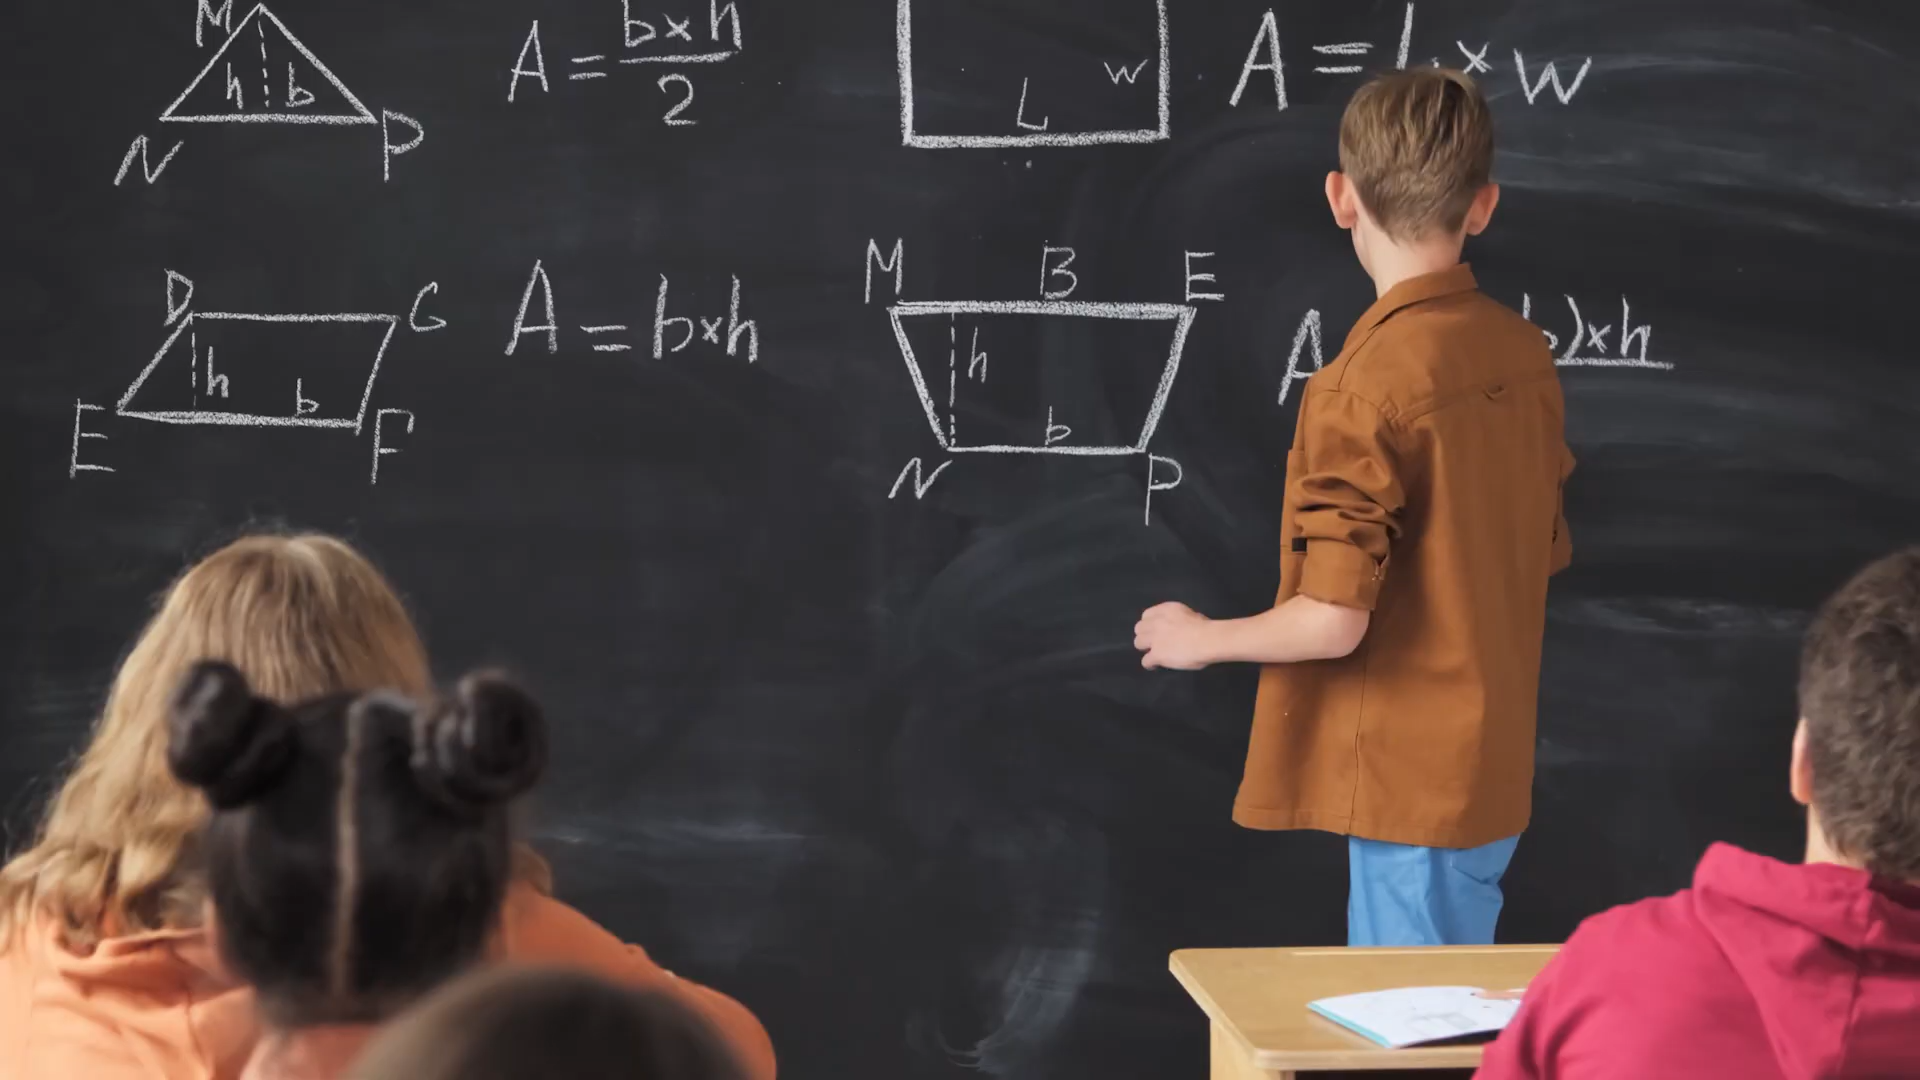 M
h b
N P
A = b×h
2
L w
A = L × w
D G
h b
E F
A = b×h
M B E
h
b
N P
A b)×h